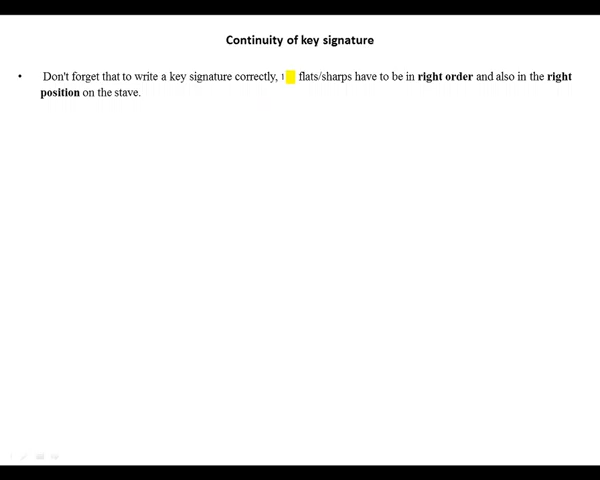 Continuity of key signature
• Don't forget that to write a key signature correctly, flats/sharps have to be in right order and also in the right
position on the stave.